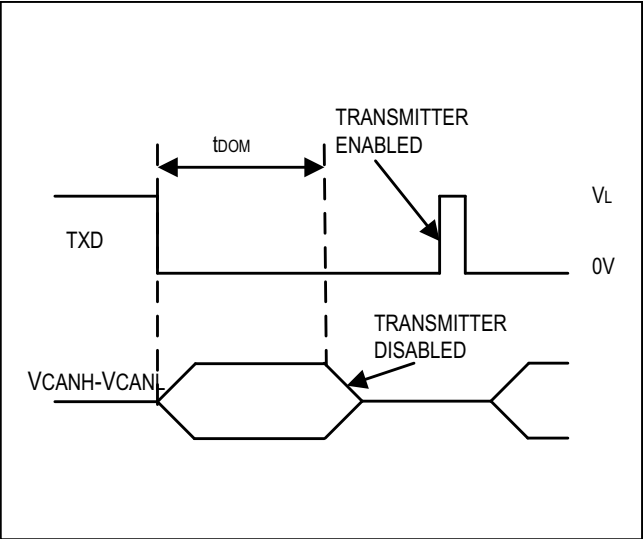 TRANSMITTER
ENABLED
tDOM
VL
TXD
0V
TRANSMITTER
DISABLED
VCANH-VCANL